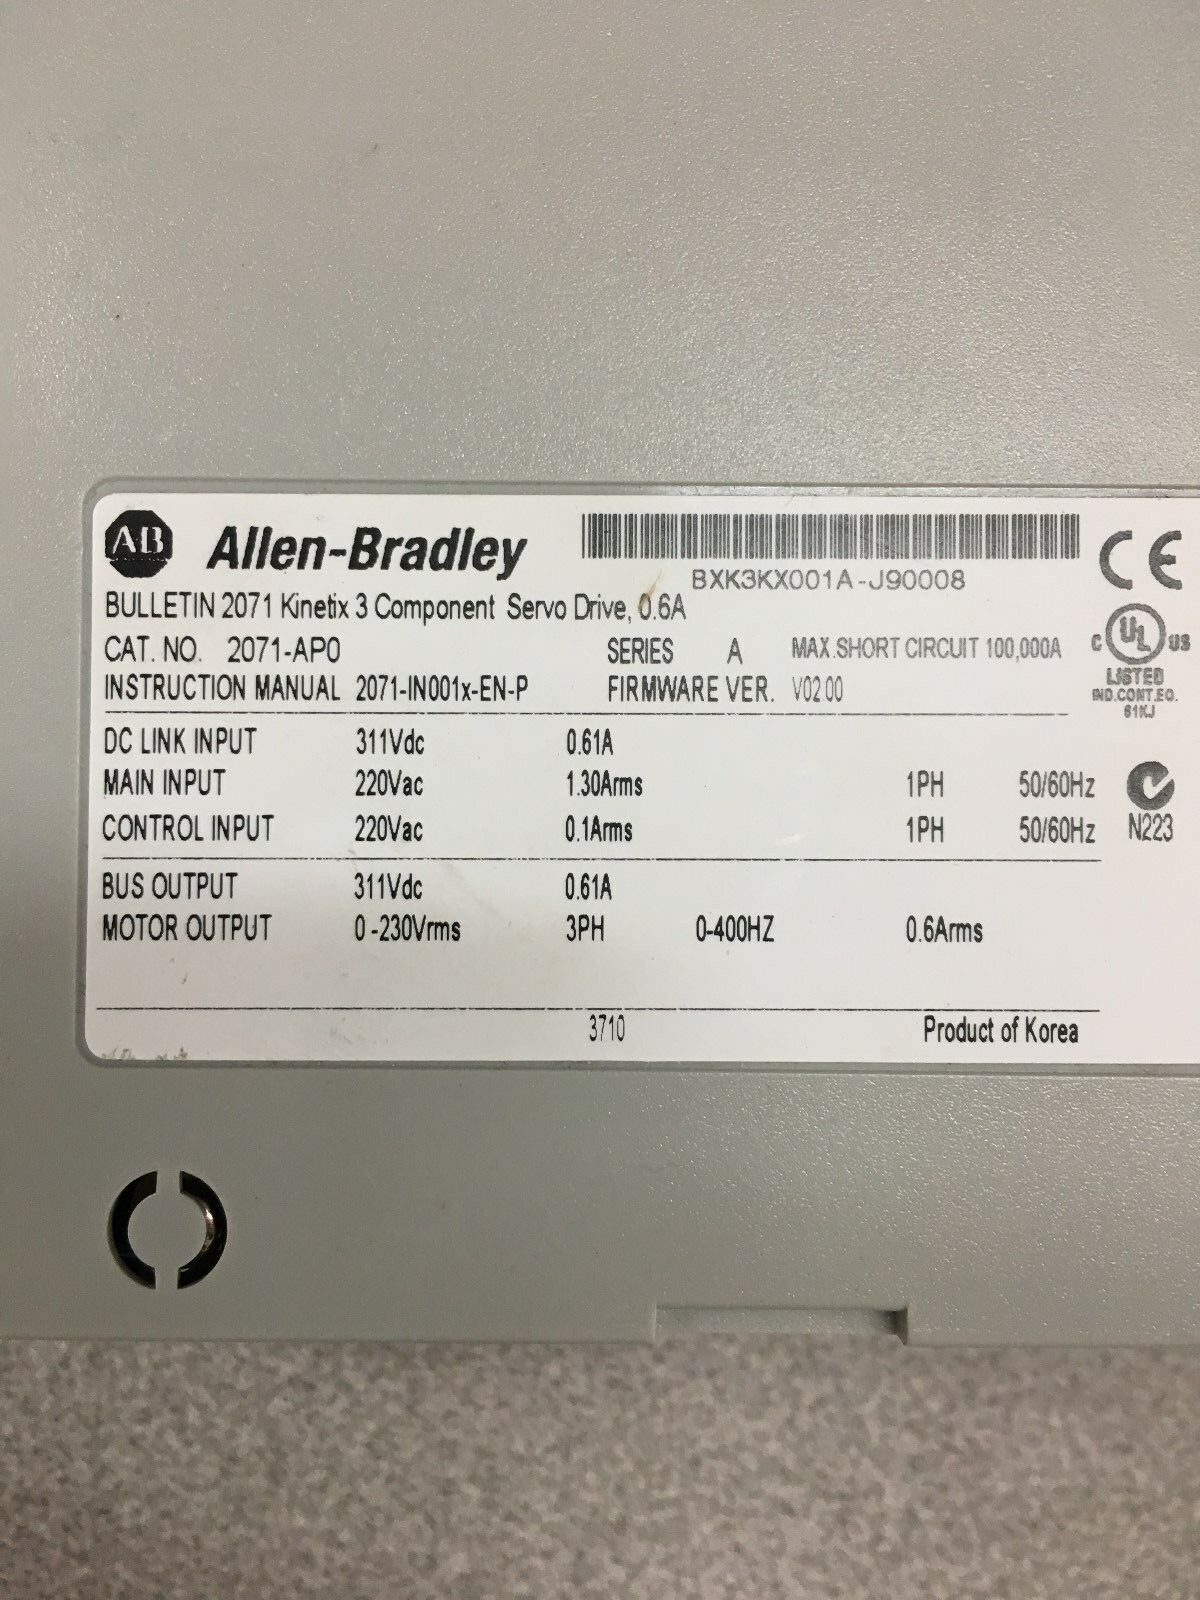 AB Allen-Bradley
BXK3KX001A-J90008
BULLETIN 2071 Kinetix 3 Component Servo Drive, 0.6A
CAT. NO. 2071-AP0 SERIES A MAX.SHORT CIRCUIT 100,000A
INSTRUCTION MANUAL 2071-IN001x-EN-P FIRMWARE VER. V02.00
CE
C UL US
LISTED
IND.CONT.EQ.
61KJ
DC LINK INPUT 311Vdc 0.61A
MAIN INPUT 220Vac 1.30Arms 1PH 50/60Hz
CONTROL INPUT 220Vac 0.1Arms 1PH 50/60Hz
N223
BUS OUTPUT 311Vdc 0.61A
MOTOR OUTPUT 0-230Vrms 3PH 0-400HZ 0.6Arms
3710 Product of Korea